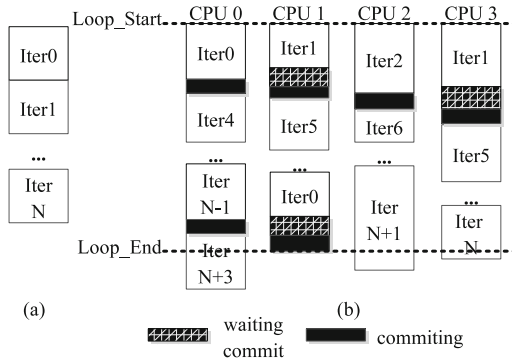 Loop_Start CPU 0 CPU 1 CPU 2 CPU 3
Iter0 Iter0 Iter1 Iter2 Iter1
Iter1 Iter4 Iter5 Iter6 Iter5
... ... ... ... ...
Iter N Iter N-1 Iter0 Iter N+1 Iter N
Loop_End Iter N+3
(a) (b)
waiting commit commiting